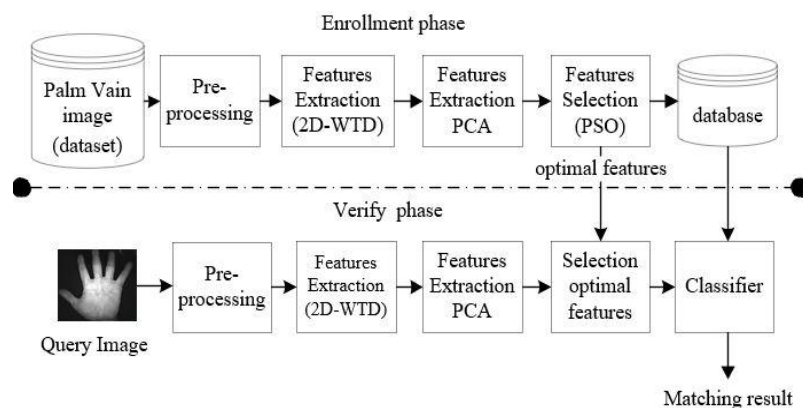 Enrollment phase
Palm Vain
image
(dataset)
Pre-
processing
Features
Extraction
(2D-WTD)
Features
Extraction
PCA
Features
Selection
(PSO)
database
optimal features
Verify phase
Query Image
Pre-
processing
Features
Extraction
(2D-WTD)
Features
Extraction
PCA
Selection
optimal
features
Classifier
Matching result